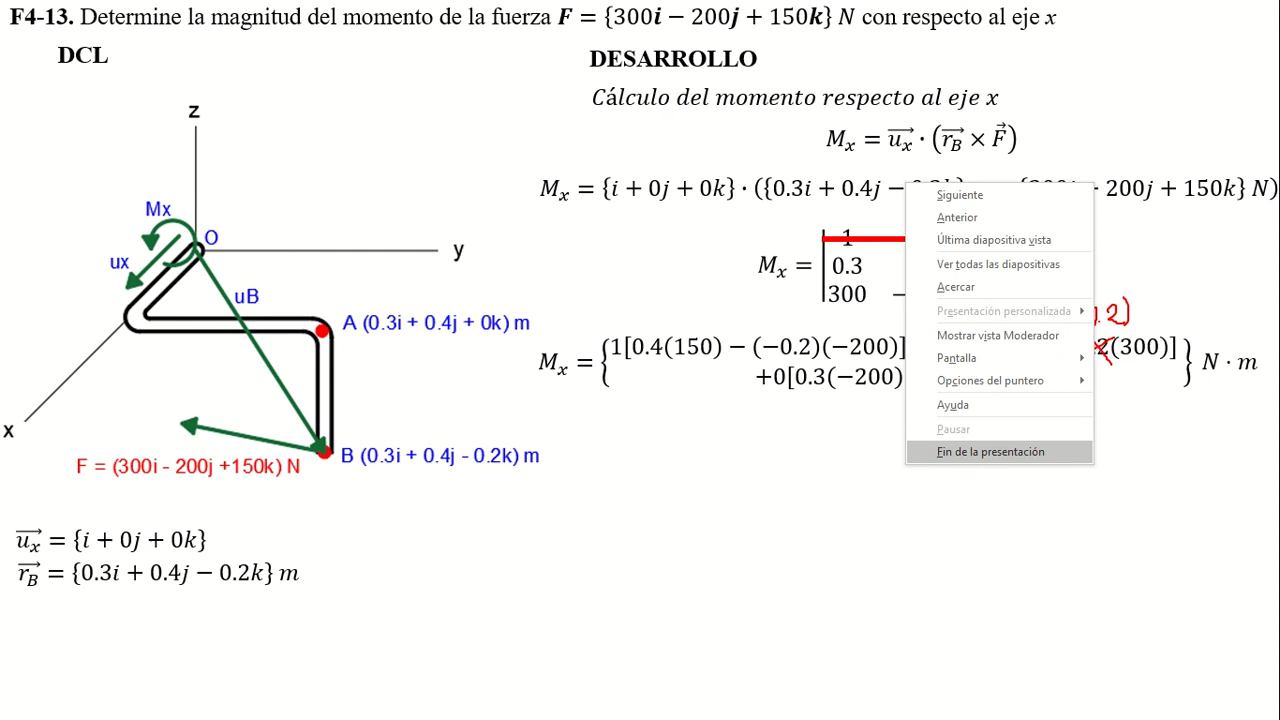 F4-13. Determine la magnitud del momento de la fuerza F = {300i − 200j + 150k} N con respecto al eje x
DCL
DESARROLLO
Cálculo del momento respecto al eje x
M_x = u_x · (r_B × F)
M_x = {i + 0j + 0k} · ({0.3i + 0.4j − 200j + 150k} N)
M_x = | 1
0.3
300 −
.2)
M_x = { 1[0.4(150) − (−0.2)(−200)] 2(300)]
+0[0.3(−200) } N · m
Siguiente
Anterior
Última diapositiva vista
Ver todas las diapositivas
Acercar
Presentación personalizada
Mostrar vista Moderador
Pantalla
Opciones del puntero
Ayuda
Pausar
Fin de la presentación
z
Mx
O
y
ux
uB
A (0.3i + 0.4j + 0k) m
x
F = (300i - 200j +150k) N
B (0.3i + 0.4j - 0.2k) m
u_x = {i + 0j + 0k}
r_B = {0.3i + 0.4j − 0.2k} m